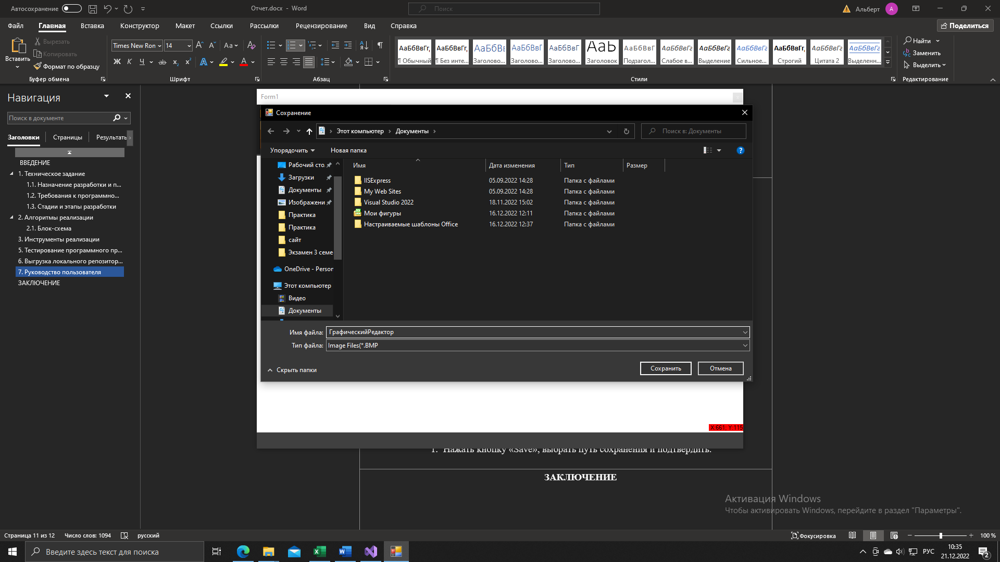 Автосохранение
Отчет.docx - Word
Поиск
Альберт
А
Файл Главная Вставка Конструктор Макет Ссылки Рассылки Рецензирование Вид Справка
Поделиться
Вставить
Вырезать
Копировать
Формат по образцу
Буфер обмена
Times New Ron 14
Шрифт
Абзац
АаБбВвГг, АаБбВвГг, АаБбВв АаБбВвГ АаБбВвГ АаБ АаБбВвГ АаБбВвГг АаБбВвГг АаБбВвГг АаБбВвГг, АаБбВвГг АаБбВвГг
¶ Обычный ¶ Без инте... Заголово... Заголово... Заголово... Заголовок Подзагол... Слабое в... Выделение Сильное... Строгий Цитата 2 Выделенн...
Стили
Найти
Заменить
Выделить
Редактирование
Навигация
Поиск в документе
Заголовки Страницы Результать
ВВЕДЕНИЕ
1. Техническое задание
1.1. Назначение разработки и п...
1.2. Требования к программно...
1.3. Стадии и этапы разработки
2. Алгоритмы реализации
2.1. Блок-схема
3. Инструменты реализации
5. Тестирование программного пр...
6. Выгрузка локального репозитор...
7. Руководство пользователя
ЗАКЛЮЧЕНИЕ
Form1
Сохранение
Этот компьютер › Документы ›
Поиск в: Документы
Упорядочить Новая папка
Рабочий сто.
Загрузки
Документы
Изображени
Практика
Практика
сайт
Экзамен 3 семе
OneDrive - Persor
Этот компьютер
Видео
Документы
Имя Дата изменения Тип Размер
IISExpress 05.09.2022 14:28 Папка с файлами
My Web Sites 05.09.2022 14:28 Папка с файлами
Visual Studio 2022 18.11.2022 15:02 Папка с файлами
Мои фигуры 16.12.2022 12:11 Папка с файлами
Настраиваемые шаблоны Office 16.12.2022 12:37 Папка с файлами
Имя файла: ГрафическийРедактор
Тип файла: Image Files(*.BMP
Скрыть папки
Сохранить Отмена
X:661: Y:115
1. Нажать кнопку «Save», выбрать путь сохранения и подтвердить.
ЗАКЛЮЧЕНИЕ
Активация Windows
Чтобы активировать Windows, перейдите в раздел "Параметры".
Страница 11 из 12 Число слов: 1094 русский
Фокусировка
100 %
Введите здесь текст для поиска
РУС
10:35
21.12.2022
2